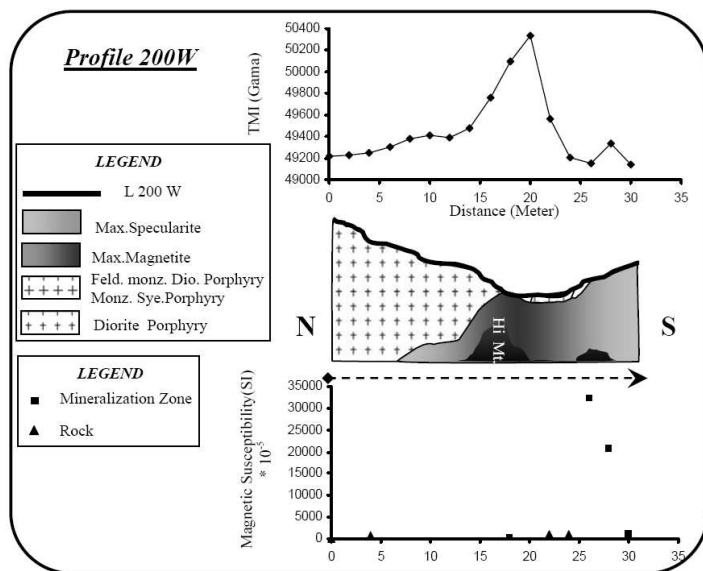 Profile 200W
TMI (Gama)
50400
50200
50000
49800
49600
49400
49200
49000
0 5 10 15 20 25 30 35
Distance (Meter)
LEGEND
L 200 W
Max.Specularite
Max.Magnetite
Feld. monz. Dio. Porphyry
Monz. Sye.Porphyry
Diorite Porphyry
N
Hi Mt.
S
LEGEND
Mineralization Zone
Rock
Magnetic Susceptibility(SI)
* 10⁻⁵
35000
30000
25000
20000
15000
10000
5000
0
0 5 10 15 20 25 30 35